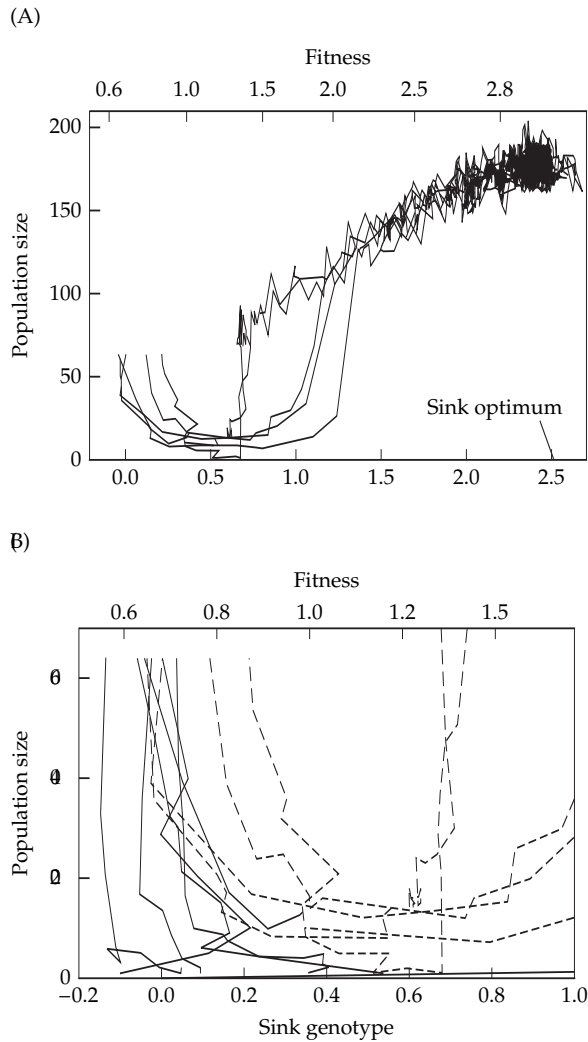 (A)
Fitness
0.6 1.0 1.5 2.0 2.5 2.8
200
150
100
50
0
Population size
Sink optimum
0.0 0.5 1.0 1.5 2.0 2.5
B)
Fitness
0.6 0.8 1.0 1.2 1.5
60
40
20
0
Population size
−0.2 0.0 0.2 0.4 0.6 0.8 1.0
Sink genotype